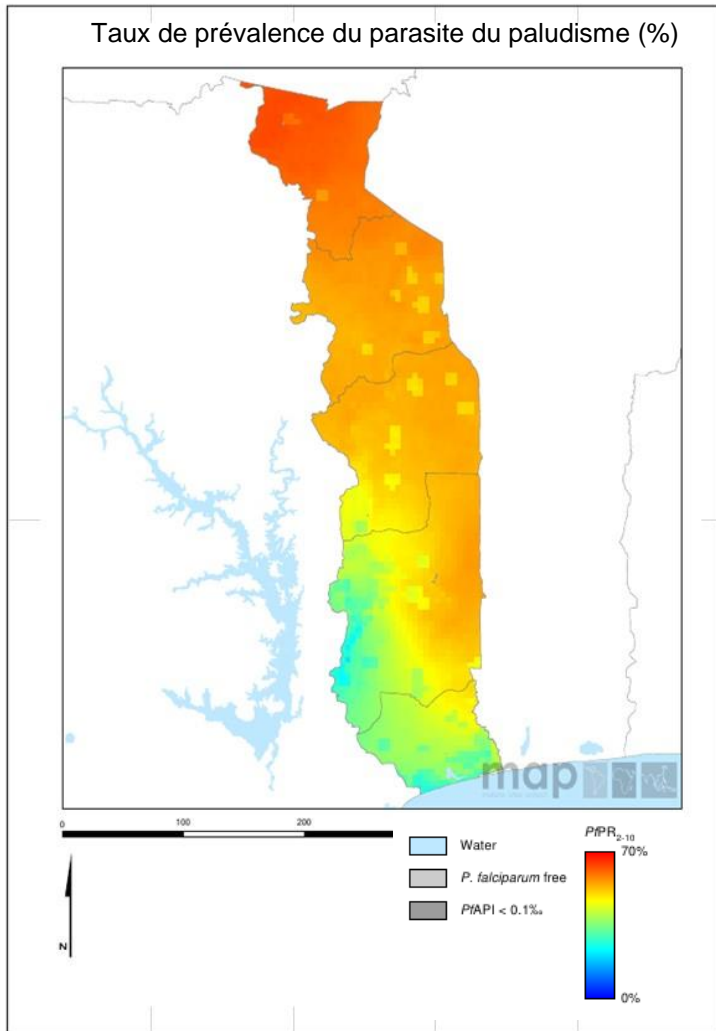 Taux de prévalence du parasite du paludisme (%)
map
0
100
200
N
Water
P. falciparum free
PfAPI < 0.1‰
PfPR2-10
70%
0%